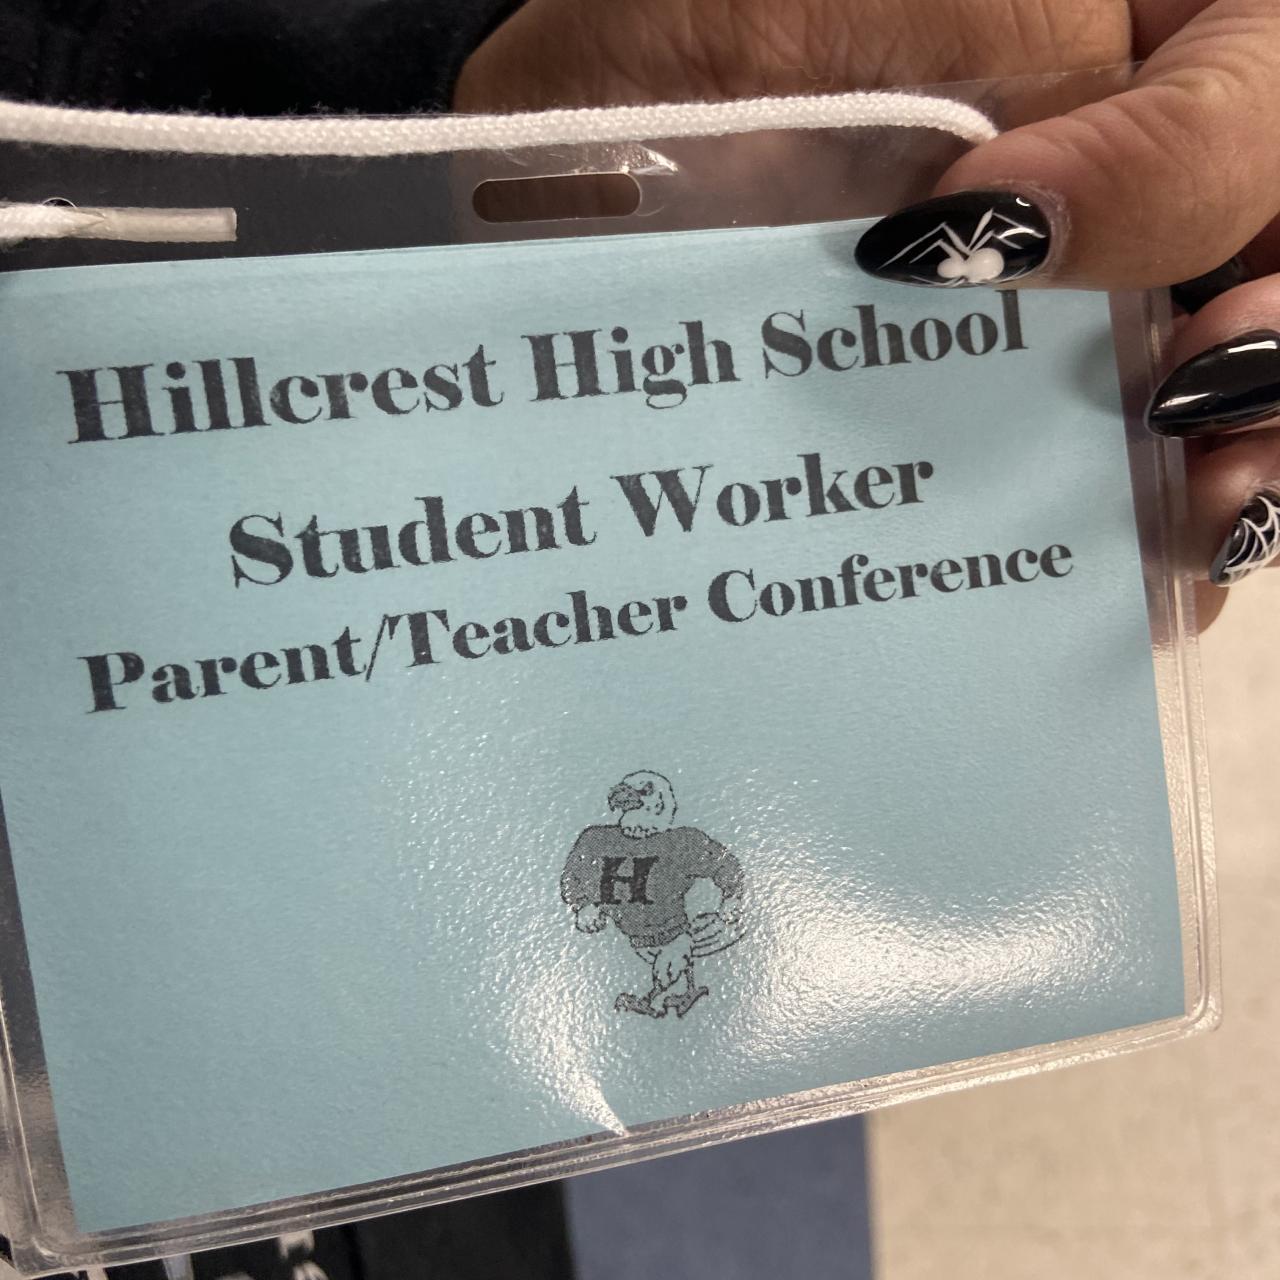 Hillcrest High School
Student Worker
Parent/Teacher Conference
H